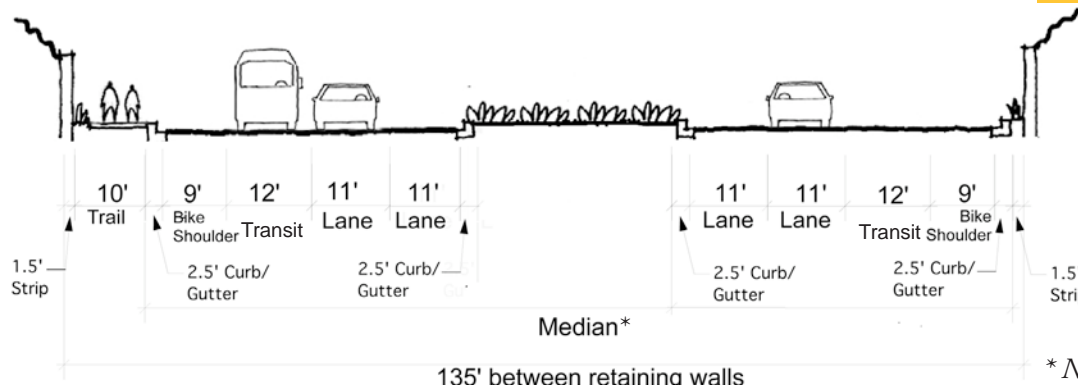 10' 9' 12' 11' 11' 11' 11' 12' 9'
Trail Bike Shoulder Transit Lane Lane Lane Lane Transit Bike Shoulder
1.5' Strip
2.5' Curb/ Gutter
2.5' Curb/ Gutter
2.5' Curb/ Gutter
2.5' Curb/ Gutter
1.5
Median*
135' between retaining walls
*N